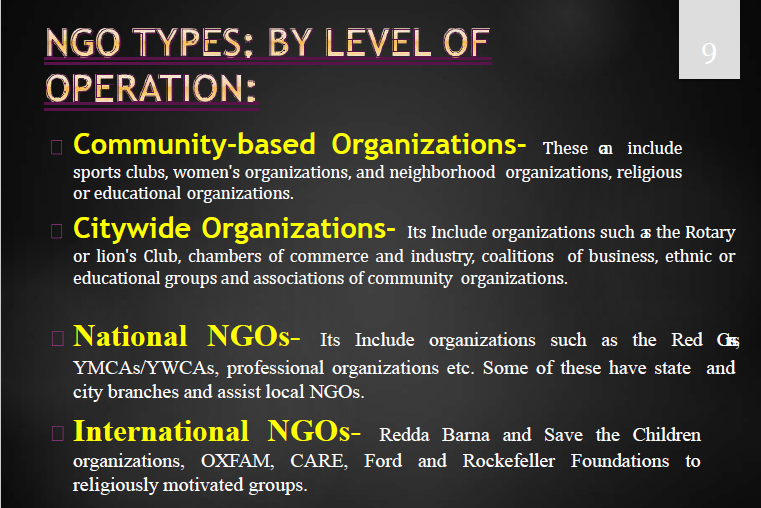 NGO TYPES: BY LEVEL OF
OPERATION:
9
Community-based Organizations- These can include
sports clubs, women's organizations, and neighborhood organizations, religious
or educational organizations.
Citywide Organizations- Its Include organizations such as the Rotary
or lion's Club, chambers of commerce and industry, coalitions of business, ethnic or
educational groups and associations of community organizations.
National NGOs- Its Include organizations such as the Red
YMCAs/YWCAs, professional organizations etc. Some of these have state and
city branches and assist local NGOs.
International NGOs- Redda Barna and Save the Children
organizations, OXFAM, CARE, Ford and Rockefeller Foundations to
religiously motivated groups.